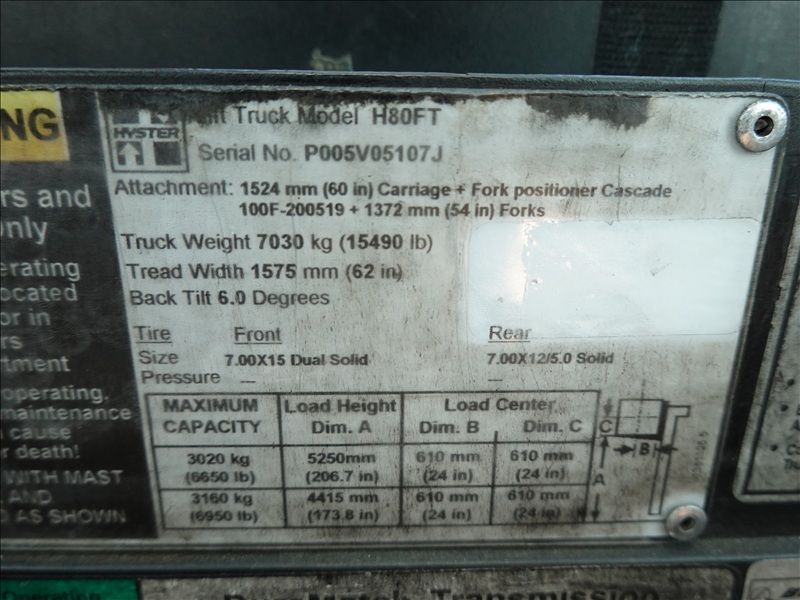 NG
rs and
nly
erating
ocated
or in
rs
tment
operating,
maintenance
cause
r death!
WITH MAST
AND
AS SHOWN
HYSTER
ift Truck Model H80FT
Serial No. P005V05107J
Attachment: 1524 mm (60 in) Carriage + Fork positioner Cascade
100F-200519 + 1372 mm (54 in) Forks
Truck Weight 7030 kg (15490 lb)
Tread Width 1575 mm (62 in)
Back Tilt 6.0 Degrees
Tire Front Rear
Size 7.00X15 Dual Solid 7.00X12/5.0 Solid
Pressure --- ---
MAXIMUM Load Height Load Center
CAPACITY Dim. A Dim. B Dim. C
3020 kg 5250mm 610 mm 610 mm
(6650 lb) (206.7 in) (24 in) (24 in)
3160 kg 4415 mm 610 mm 610 mm
(6950 lb) (173.8 in) (24 in) (24 in)
C
B
A
Operating
Transmission